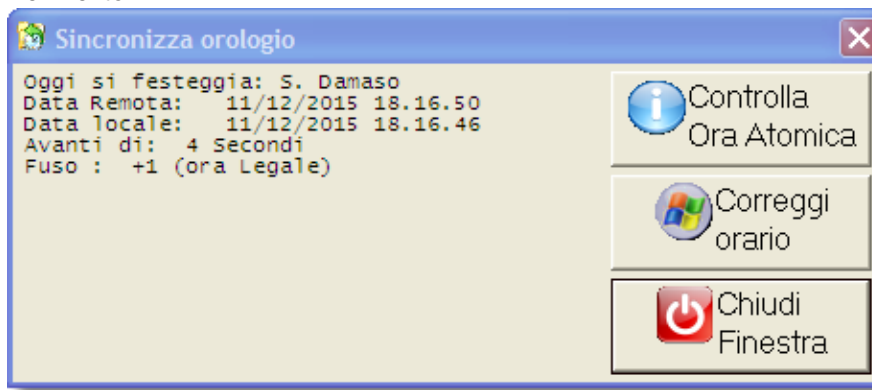 Sincronizza orologio
Oggi si festeggia: S. Damaso
Data Remota: 11/12/2015 18.16.50
Data locale: 11/12/2015 18.16.46
Avanti di: 4 Secondi
Fuso : +1 (ora Legale)
Controlla
Ora Atomica
Correggi
orario
Chiudi
Finestra